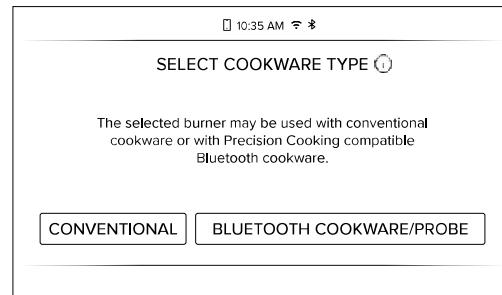 10:35 AM
SELECT COOKWARE TYPE i
The selected burner may be used with conventional
cookware or with Precision Cooking compatible
Bluetooth cookware.
CONVENTIONAL
BLUETOOTH COOKWARE/PROBE